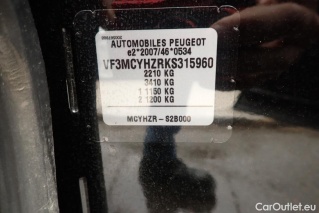 AUTOMOBILES PEUGEOT
e2*2007/46*0534
VF3MCYHZRKS315960
2210 KG
3410 KG
1 1150 KG
2 1200 KG
MCYHZR - S2B000
CarOutlet.eu